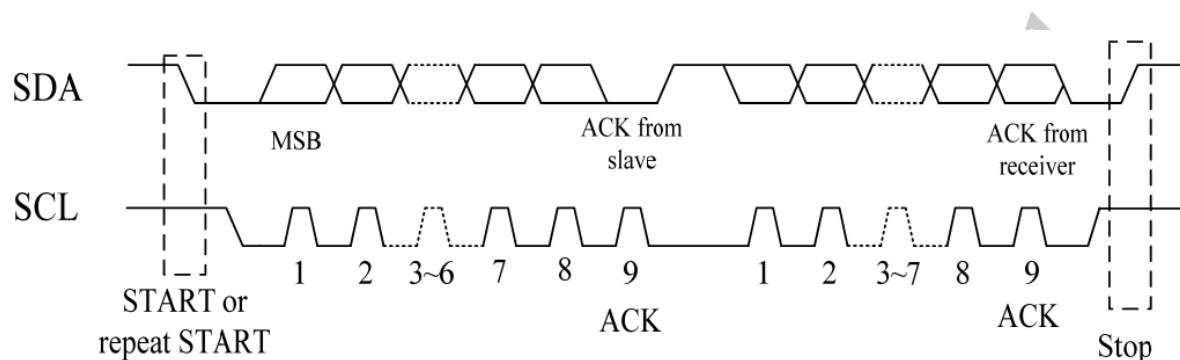 SDA
MSB
ACK from
slave
ACK from
receiver
SCL
1 2 3~6 7 8 9 1 2 3~7 8 9
START or
repeat START
ACK
ACK
Stop